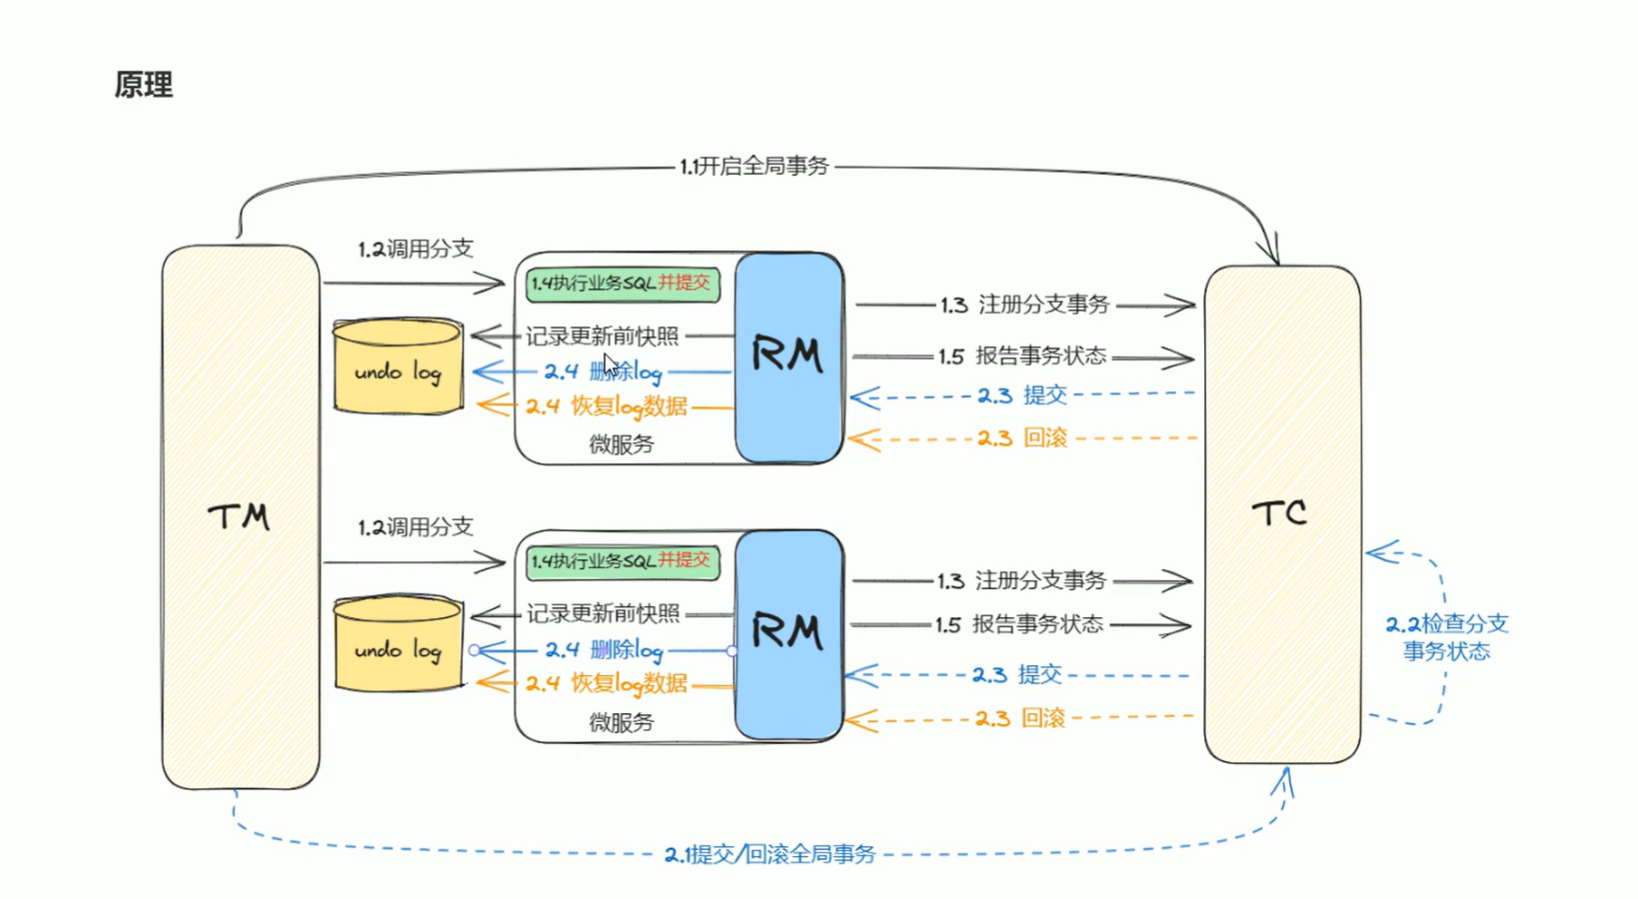 原理
1.1开启全局事务
1.2调用分支
1.4执行业务SQL并提交
记录更新前快照
undo log
2.4 删除log
2.4 恢复log数据
微服务
RM
1.3 注册分支事务
1.5 报告事务状态
2.3 提交
2.3 回滚
TM
TC
1.2调用分支
1.4执行业务SQL并提交
记录更新前快照
undo log
2.4 删除log
2.4 恢复log数据
微服务
RM
1.3 注册分支事务
1.5 报告事务状态
2.3 提交
2.3 回滚
2.2检查分支
事务状态
2.1提交/回滚全局事务